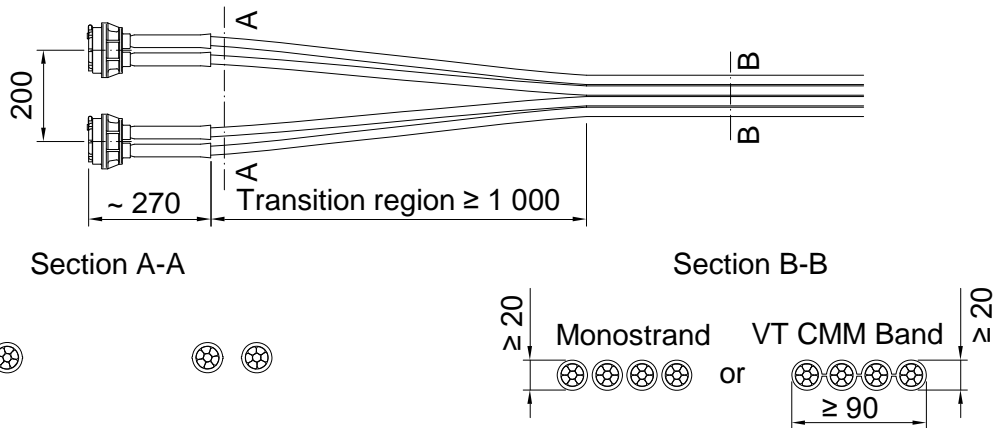 A
B
200
B
A
~ 270
Transition region ≥ 1 000
Section A-A
Section B-B
≥ 20
Monostrand
or
VT CMM Band
≥ 20
≥ 90